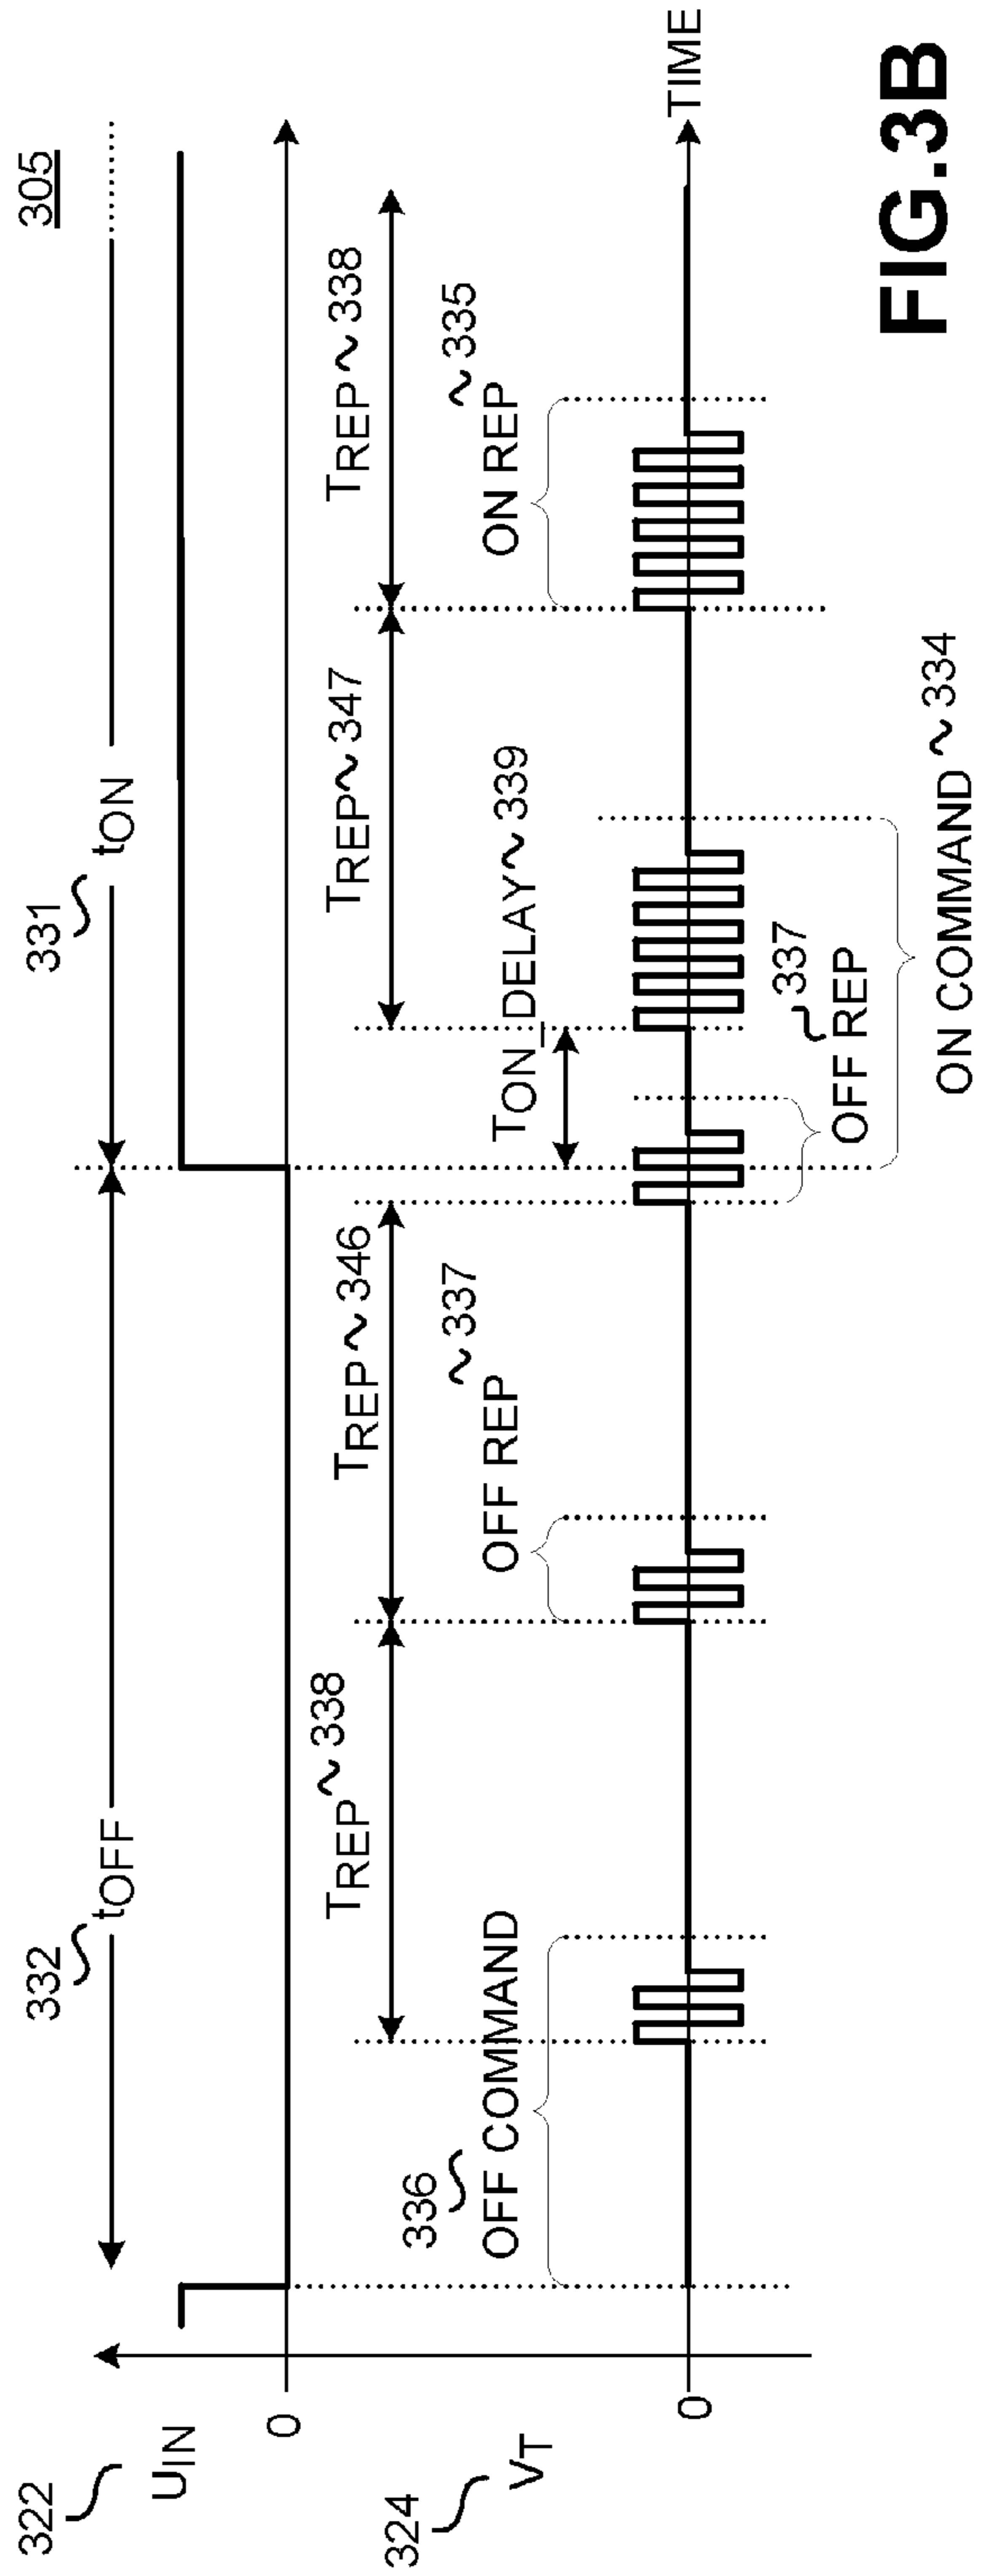 305
331 tON
332 tOFF
322 UIN
0
TREP~338
TREP~346
TREP~347
TREP~338
336 OFF COMMAND
OFF REP ~337
TON_DELAY~339
ON REP ~335
324 VT
0
TIME
337
OFF REP
ON COMMAND ~334
FIG.3B